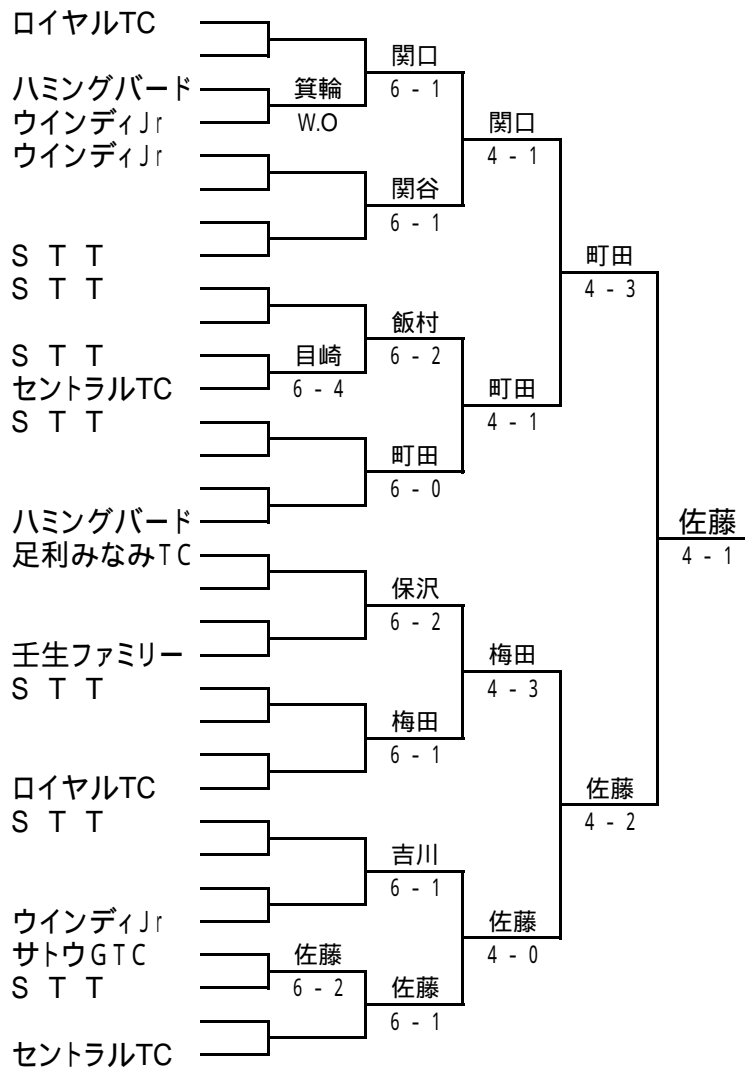 ロイヤルTC
関口
ハミングバード 箕輪 6 - 1
ウインディJr W.O 関口
ウインディJr 4 - 1
関谷
6 - 1
S T T 町田
S T T 4 - 3
飯村
S T T 目崎 6 - 2
セントラルTC 6 - 4 町田
S T T 4 - 1
町田
6 - 0
ハミングバード 佐藤
足利みなみTC 4 - 1
保沢
6 - 2
壬生ファミリー 梅田
S T T 4 - 3
梅田
6 - 1
ロイヤルTC 佐藤
S T T 4 - 2
吉川
6 - 1
ウインディJr 佐藤
サトウGTC 佐藤 4 - 0
S T T 6 - 2 佐藤
6 - 1
セントラルTC